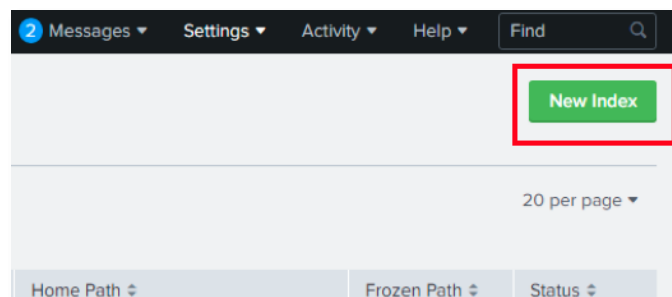 2 Messages ▾ Settings ▾ Activity ▾ Help ▾ Find
New Index
20 per page ▾
Home Path Frozen Path Status